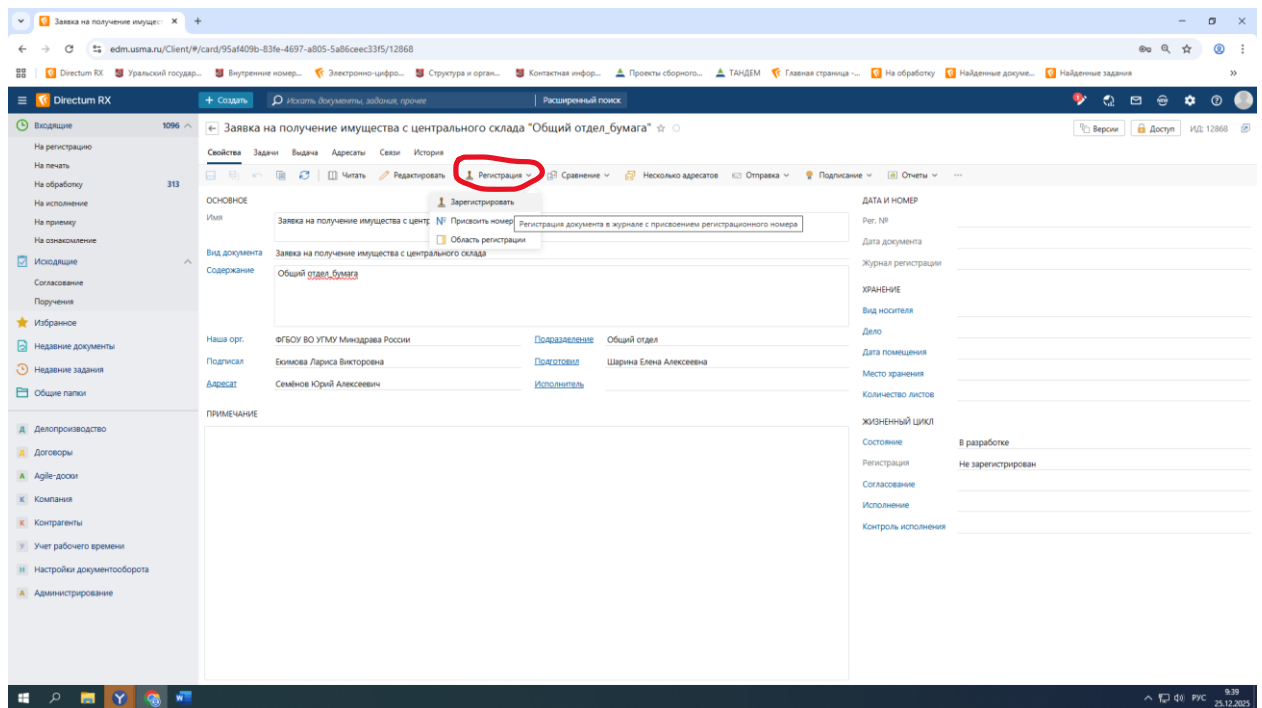 Заявка на получение имущест
edm.usma.ru/Client/#/card/95af409b-83fe-4697-a805-5a86ceec33f5/12868
Directum RX Уральский государ... Внутренние номер... Электронно-цифро... Структура и орган... Контактная инфор... Проекты сборного... ТАНДЕМ Главная страница -... На обработку Найденные докуме... Найденные задания
Directum RX + Создать Искать документы, задания, прочее Расширенный поиск
Входящие 1096
На регистрацию
На печать
На обработку 313
На исполнение
На приемку
На ознакомление
Исходящие
Согласование
Поручения
Избранное
Недавние документы
Недавние задания
Общие папки
Д Делопроизводство
Д Договоры
A Agile-доски
К Компания
К Контрагенты
У Учет рабочего времени
Н Настройки документооборота
А Администрирование
Заявка на получение имущества с центрального склада "Общий отдел_бумага"
Версии Доступ ИД: 12868
Свойства Задачи Выдача Адресаты Связи История
Читать Редактировать Регистрация Сравнение Несколько адресатов Отправка Подписание Отчеты ...
Зарегистрировать
№ Присвоить номер
Область регистрации
Регистрация документа в журнале с присвоением регистрационного номера
ОСНОВНОЕ
Имя Заявка на получение имущества с центр
Вид документа Заявка на получение имущества с центрального склада
Содержание Общий отдел_бумага
Наша орг. ФГБОУ ВО УГМУ Минздрава России Подразделение Общий отдел
Подписал Екимова Лариса Викторовна Подготовил Шарина Елена Алексеевна
Адресат Семёнов Юрий Алексеевич Исполнитель
ПРИМЕЧАНИЕ
ДАТА И НОМЕР
Рег. №
Дата документа
Журнал регистрации
ХРАНЕНИЕ
Вид носителя
Дело
Дата помещения
Место хранения
Количество листов
ЖИЗНЕННЫЙ ЦИКЛ
Состояние В разработке
Регистрация Не зарегистрирован
Согласование
Исполнение
Контроль исполнения
РУС 9:39
25.12.2025